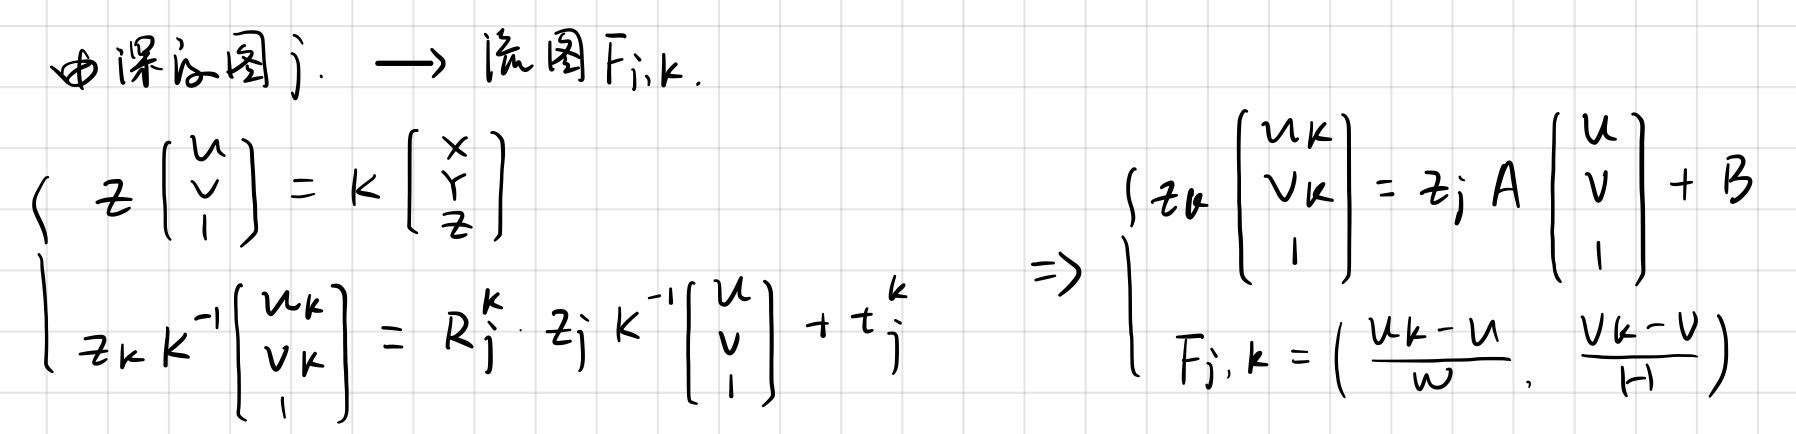 由深度图j. → 流图 F_{j,k}.
{ z [u v 1]ᵀ = K [x Y z]ᵀ
z_k K^{-1} [u_k v_k 1]ᵀ = R_j^k · z_j K^{-1} [u v 1]ᵀ + t_j^k
⇒ { z_k [u_k v_k 1]ᵀ = z_j A [u v 1]ᵀ + B
F_{j,k} = ( (u_k - u)/W , (v_k - v)/H )